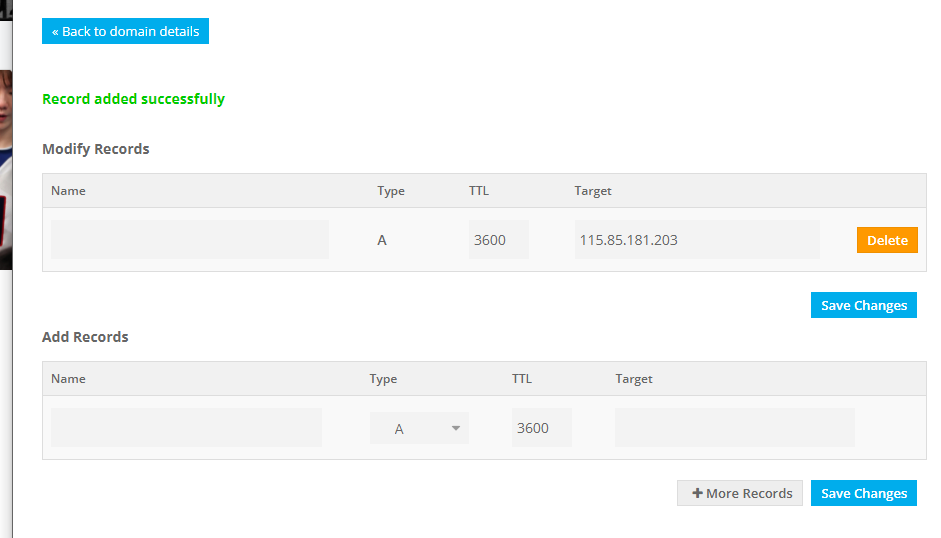 « Back to domain details
Record added successfully
Modify Records
Name Type TTL Target
A 3600 115.85.181.203 Delete
Save Changes
Add Records
Name Type TTL Target
A 3600
+ More Records Save Changes